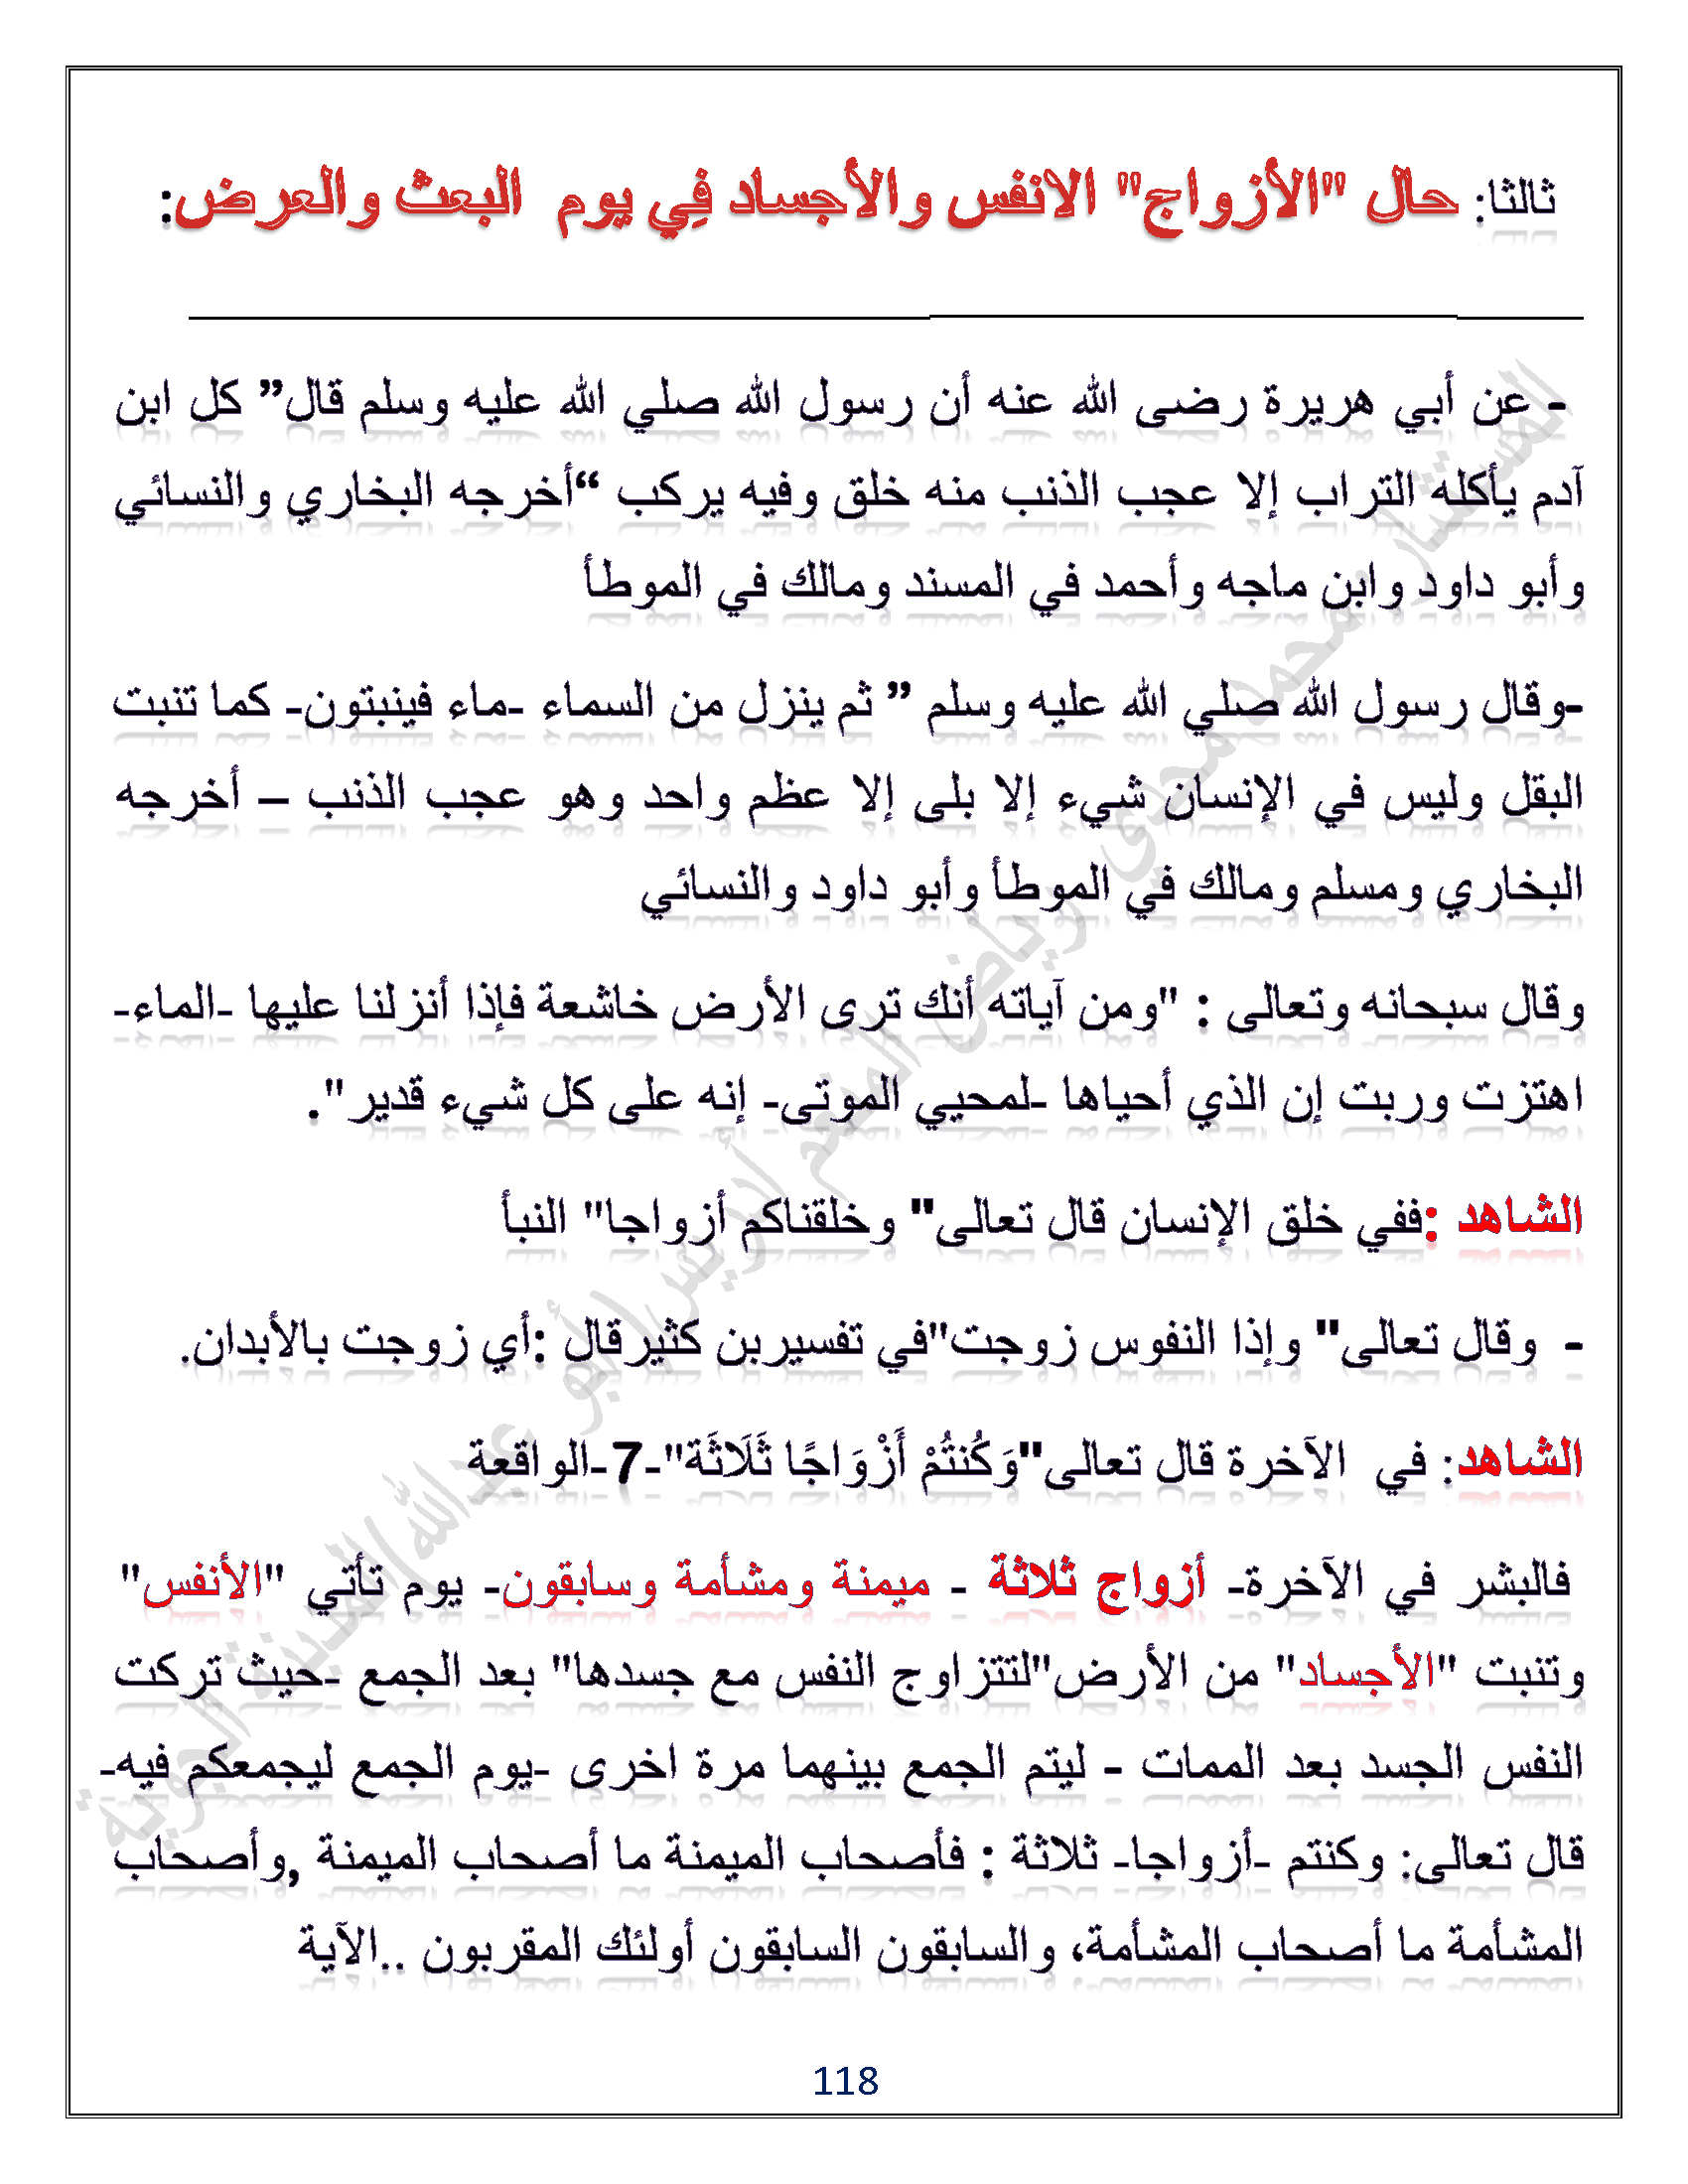 ثالثا: حال "الأزواج" الانفس والأجساد فِي يوم البعث والعرض:
- عن أبي هريرة رضى الله عنه أن رسول الله صلي الله عليه وسلم قال” كل ابن
آدم يأكله التراب إلا عجب الذنب منه خلق وفيه يركب “أخرجه البخاري والنسائي
وأبو داود وابن ماجه وأحمد في المسند ومالك في الموطأ
-وقال رسول الله صلي الله عليه وسلم ” ثم ينزل من السماء -ماء فينبتون- كما تنبت
البقل وليس في الإنسان شيء إلا بلى إلا عظم واحد وهو عجب الذنب – أخرجه
البخاري ومسلم ومالك في الموطأ وأبو داود والنسائي
وقال سبحانه وتعالى : "ومن آياته أنك ترى الأرض خاشعة فإذا أنزلنا عليها -الماء-
اهتزت وربت إن الذي أحياها -لمحيي الموتى- إنه على كل شيء قدير".
الشاهد :ففي خلق الإنسان قال تعالى" وخلقناكم أزواجا" النبأ
- وقال تعالى" وإذا النفوس زوجت"في تفسيربن كثيرقال :أي زوجت بالأبدان.
الشاهد: في الآخرة قال تعالى"وَكُنتُمْ أَزْوَاجًا ثَلَاثَة"-7-الواقعة
فالبشر في الآخرة- أزواج ثلاثة - ميمنة ومشأمة وسابقون- يوم تأتي "الأنفس"
وتنبت "الأجساد" من الأرض"لتتزاوج النفس مع جسدها" بعد الجمع -حيث تركت
النفس الجسد بعد الممات - ليتم الجمع بينهما مرة اخرى -يوم الجمع ليجمعكم فيه-
قال تعالى: وكنتم -أزواجا- ثلاثة : فأصحاب الميمنة ما أصحاب الميمنة ,وأصحاب
المشأمة ما أصحاب المشأمة، والسابقون السابقون أولئك المقربون ..الآية
118